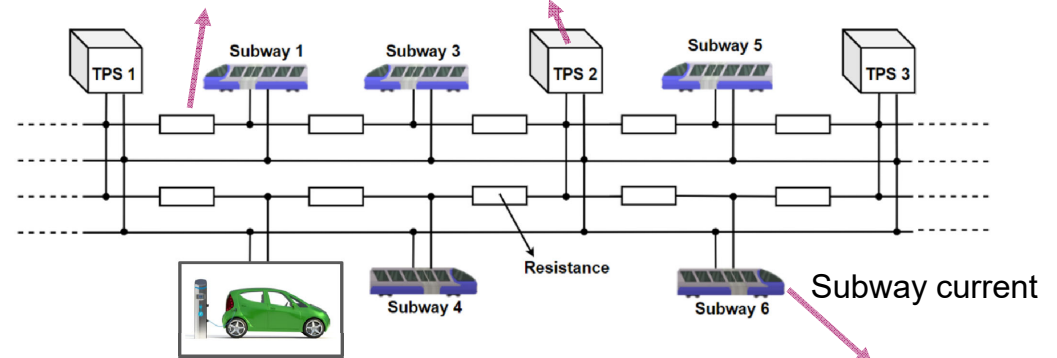 Subway 1
Subway 3
Subway 5
TPS 1
TPS 2
TPS 3
Resistance
Subway 4
Subway 6
Subway current